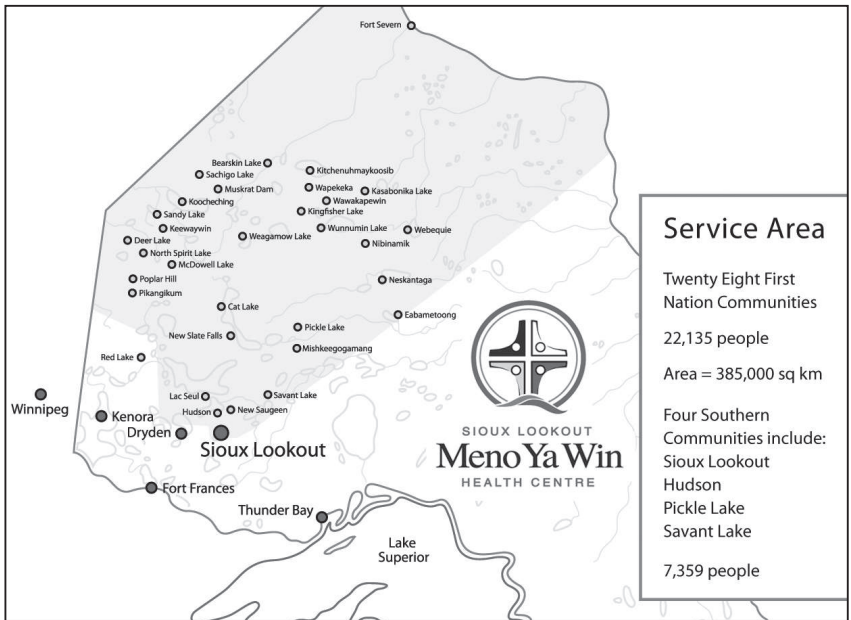 Fort Severn
Bearskin Lake
Sachigo Lake
Kitchenuhmaykoosib
Muskrat Dam
Wapekeka
Kasabonika Lake
Koocheching
Wawakapewin
Sandy Lake
Kingfisher Lake
Keewaywin
Wunnumin Lake
Webequie
Deer Lake
Weagamow Lake
Nibinamik
North Spirit Lake
McDowell Lake
Poplar Hill
Neskantaga
Pikangikum
Cat Lake
Eabametoong
Pickle Lake
New Slate Falls
Mishkeegogamang
Red Lake
Lac Seul
Savant Lake
Winnipeg
Hudson
New Saugeen
Kenora
Dryden
Sioux Lookout
Fort Frances
Thunder Bay
Lake
Superior
SIOUX LOOKOUT
Meno Ya Win
HEALTH CENTRE
Service Area
Twenty Eight First
Nation Communities
22,135 people
Area = 385,000 sq km
Four Southern
Communities include:
Sioux Lookout
Hudson
Pickle Lake
Savant Lake
7,359 people